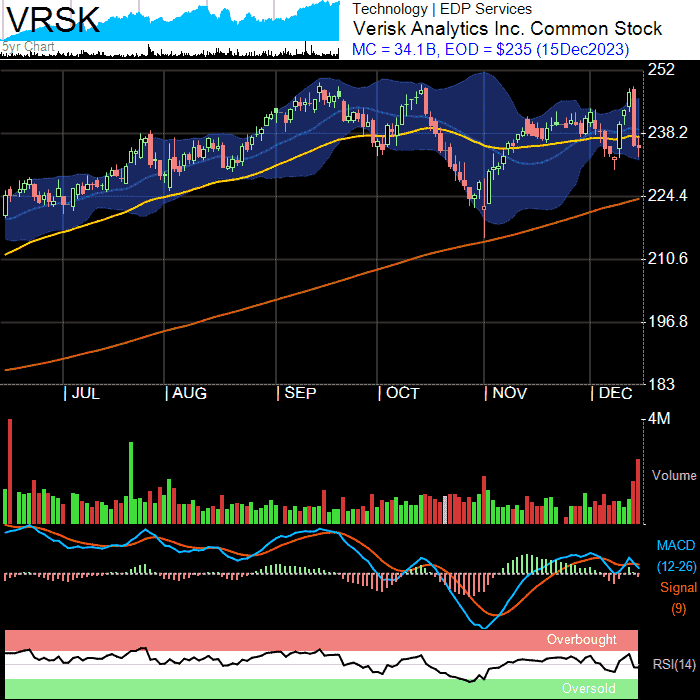 VRSK
5yr Chart
Technology | EDP Services
Verisk Analytics Inc. Common Stock
MC = 34.1B, EOD = $235 (15Dec2023)
252
238.2
224.4
210.6
196.8
183
| JUL | AUG | SEP | OCT | NOV | DEC
4M
Volume
MACD
(12-26)
Signal
(9)
Overbought
RSI(14)
Oversold